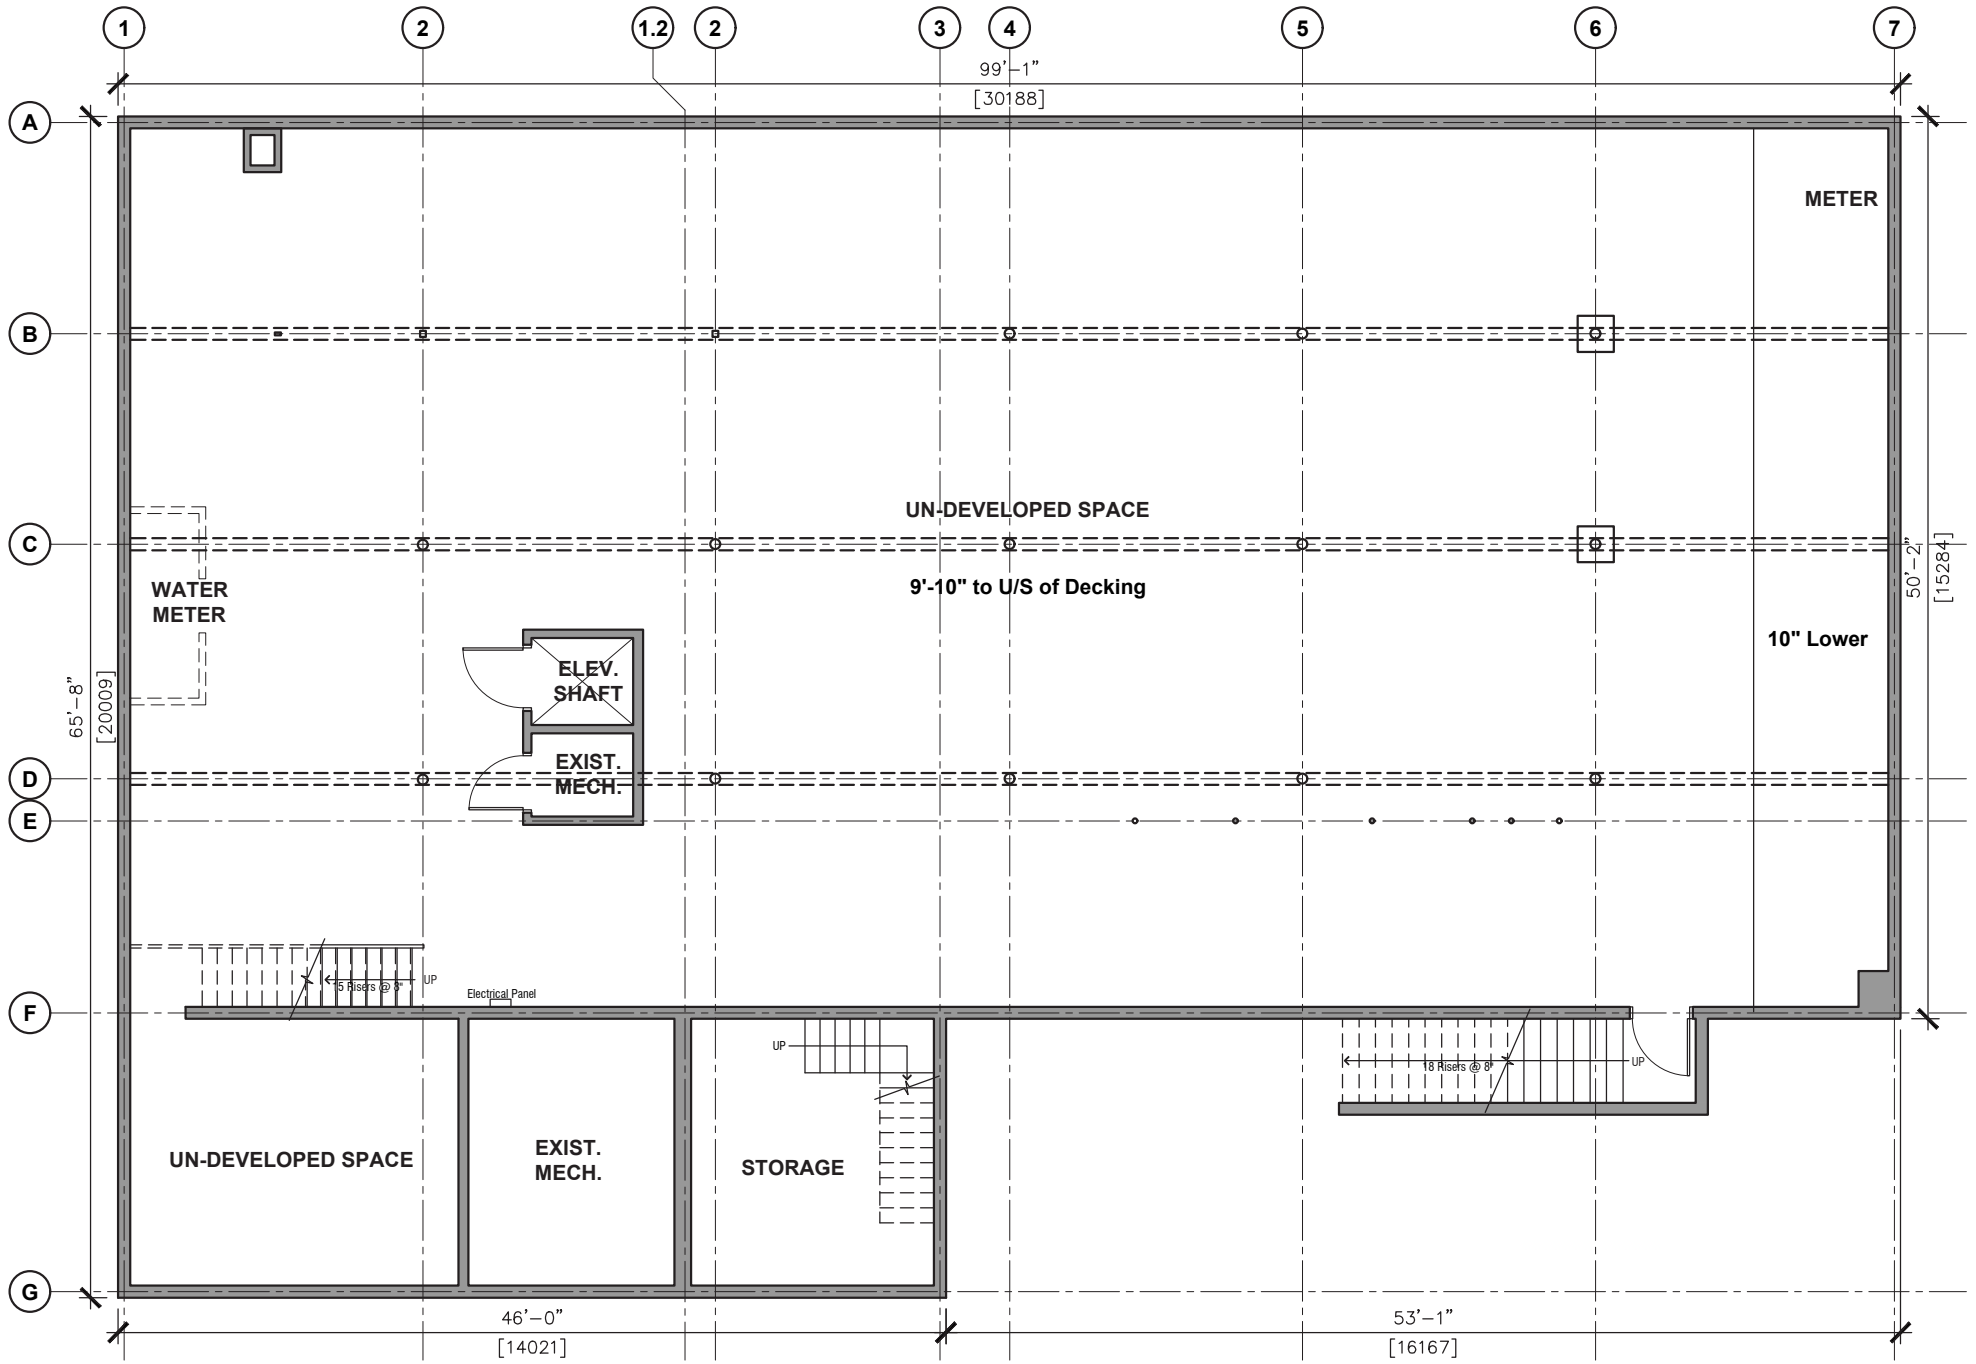 1
2
1.2
2
3
4
5
6
7
99'-1"
[30188]
A
METER
B
UN-DEVELOPED SPACE
C
50'-2"
[15284]
9'-10" to U/S of Decking
WATER
METER
10" Lower
ELEV.
SHAFT
65'-8"
[20009]
EXIST.
MECH.
D
E
UP
15 Risers @ 8"
Electrical Panel
F
UP
UP
18 Risers @ 8"
UN-DEVELOPED SPACE
EXIST.
MECH.
STORAGE
G
46'-0"
[14021]
53'-1"
[16167]